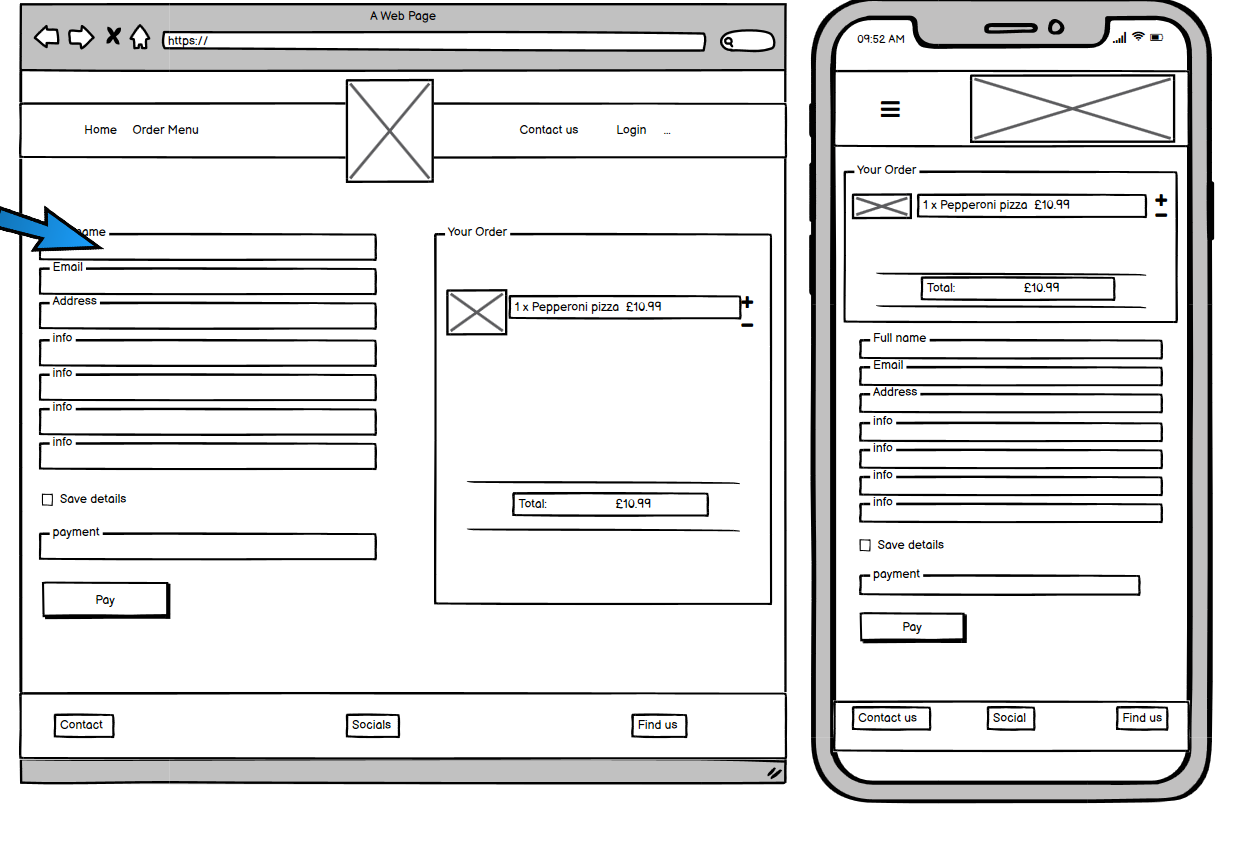 A Web Page
https://
Home Order Menu Contact us Login ...
name
Email
Address
info
info
info
info
Save details
payment
Pay
Your Order
1 x Pepperoni pizza £10.99
Total: £10.99
Contact Socials Find us
09:52 AM
Your Order
1 x Pepperoni pizza £10.99
Total: £10.99
Full name
Email
Address
info
info
info
info
Save details
payment
Pay
Contact us Social Find us